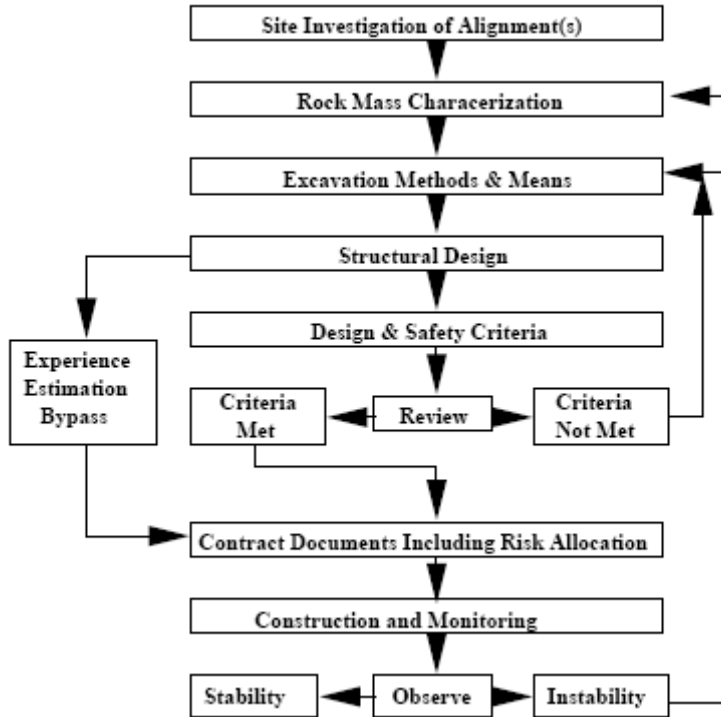 Site Investigation of Alignment(s)
Rock Mass Characerization
Excavation Methods & Means
Structural Design
Design & Safety Criteria
Experience
Estimation
Bypass
Criteria
Met
Review
Criteria
Not Met
Contract Documents Including Risk Allocation
Construction and Monitoring
Stability
Observe
Instability